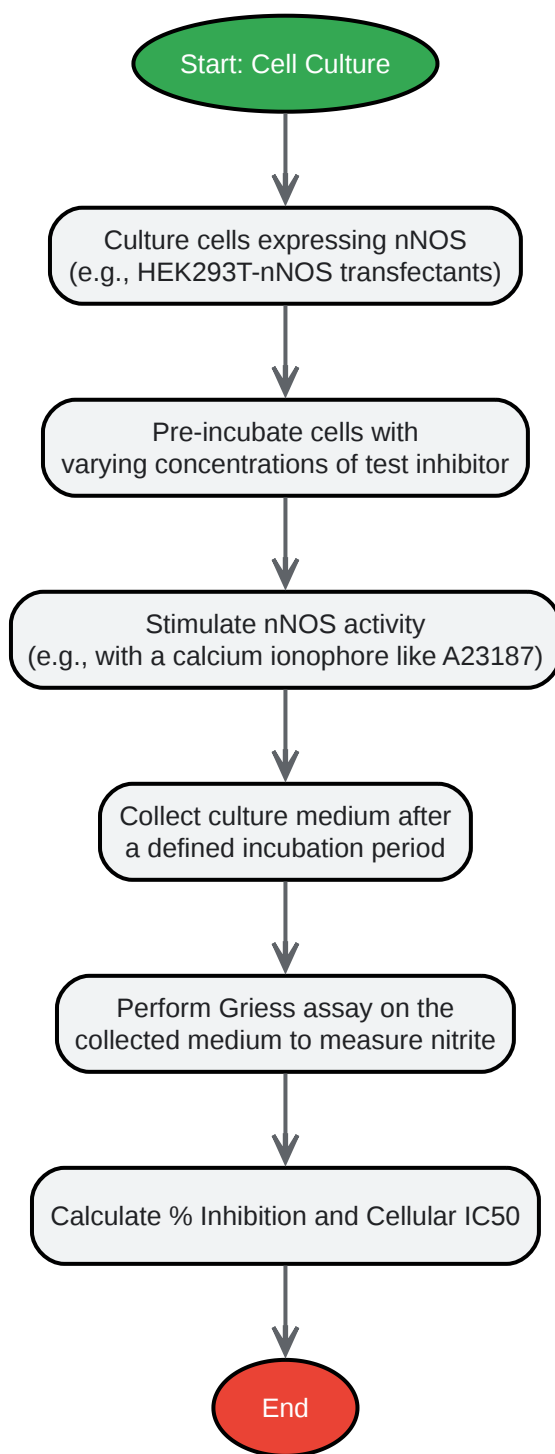 Start: Cell Culture
Culture cells expressing nNOS
(e.g., HEK293T-nNOS transfectants)
Pre-incubate cells with
varying concentrations of test inhibitor
Stimulate nNOS activity
(e.g., with a calcium ionophore like A23187)
Collect culture medium after
a defined incubation period
Perform Griess assay on the
collected medium to measure nitrite
Calculate % Inhibition and Cellular IC50
End